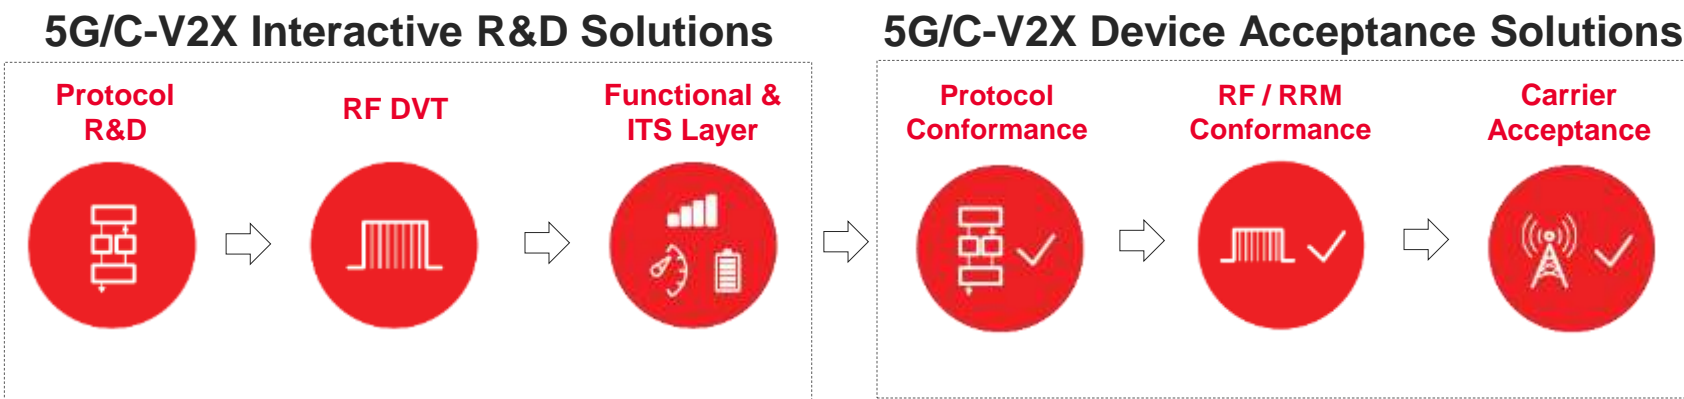 5G/C-V2X Interactive R&D Solutions
5G/C-V2X Device Acceptance Solutions
Protocol
R&D
RF DVT
Functional &
ITS Layer
Protocol
Conformance
RF / RRM
Conformance
Carrier
Acceptance